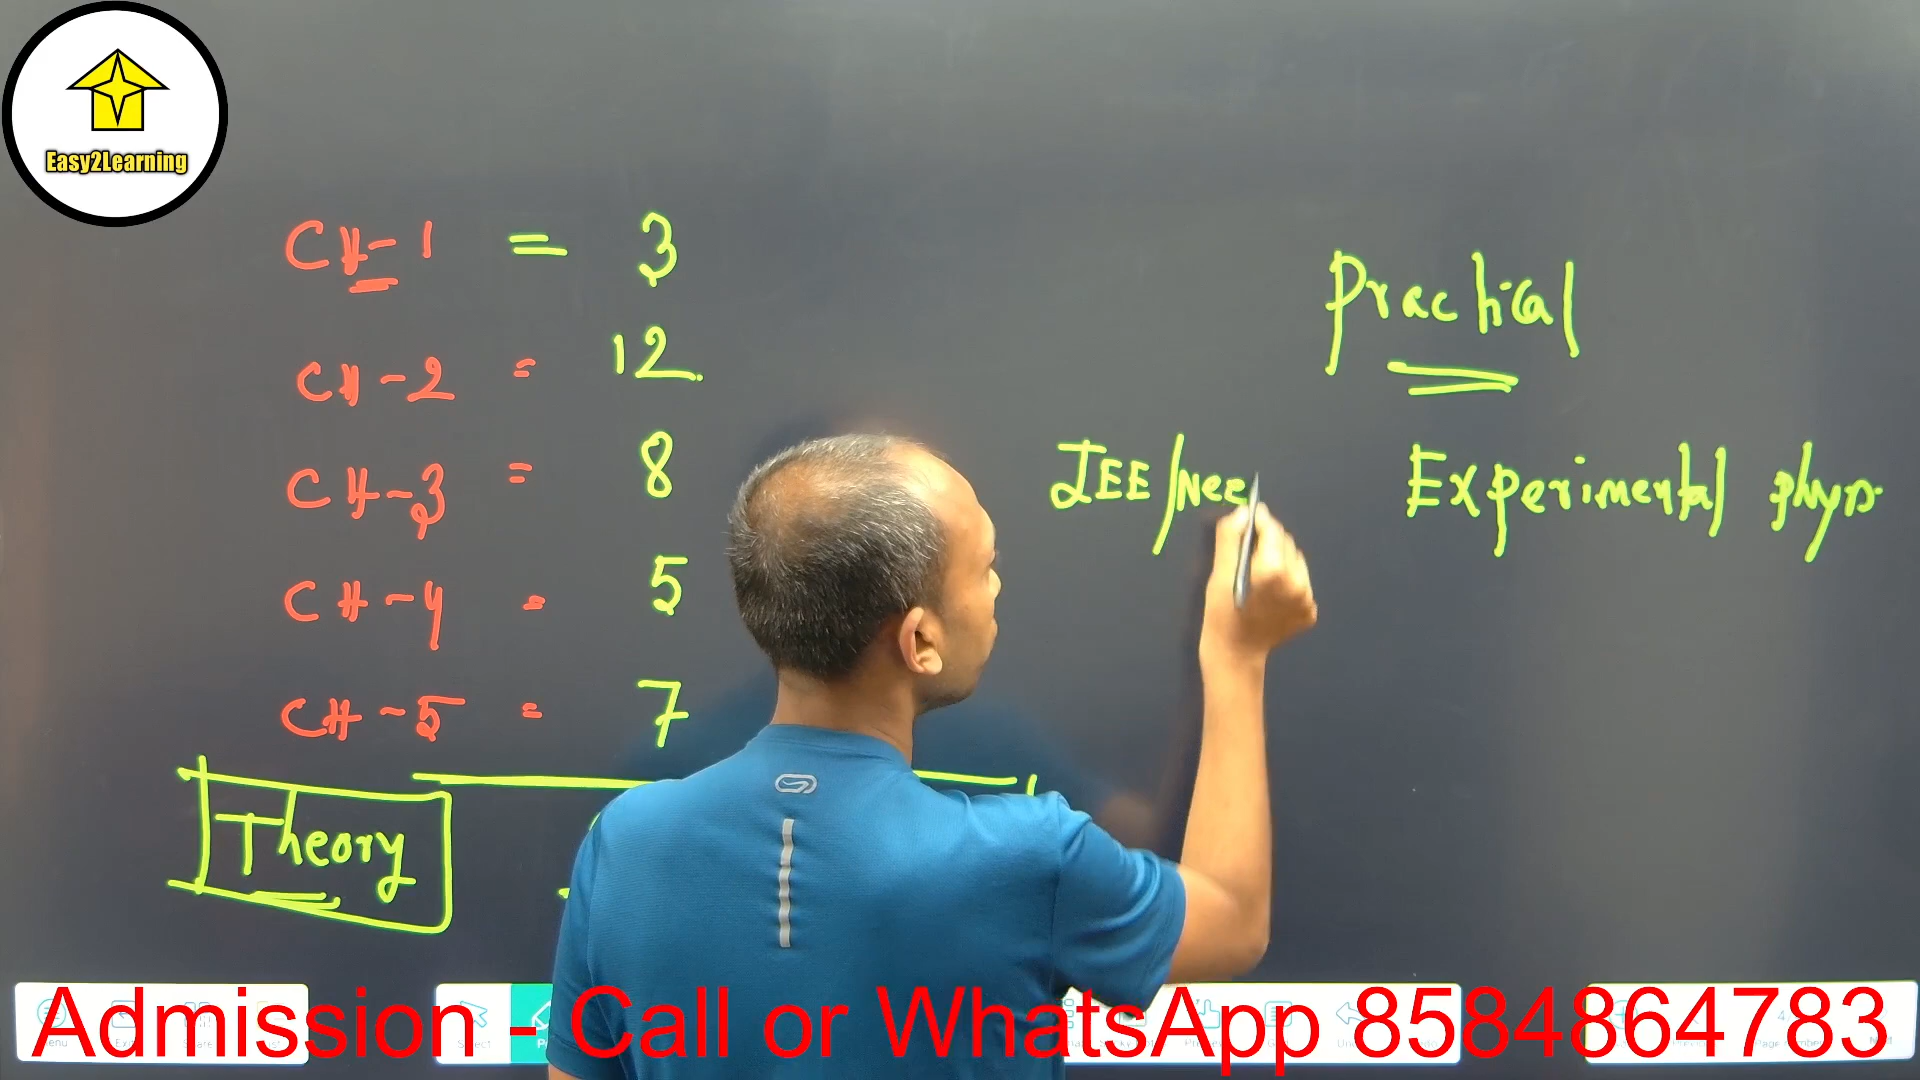 Easy2Learning
CH-1 = 3
CH-2 = 12
CH-3 = 8
CH-4 = 5
CH-5 = 7
Theory
Practical
JEE/Nee
Experimental phys
Admission - Call or WhatsApp 8584864783